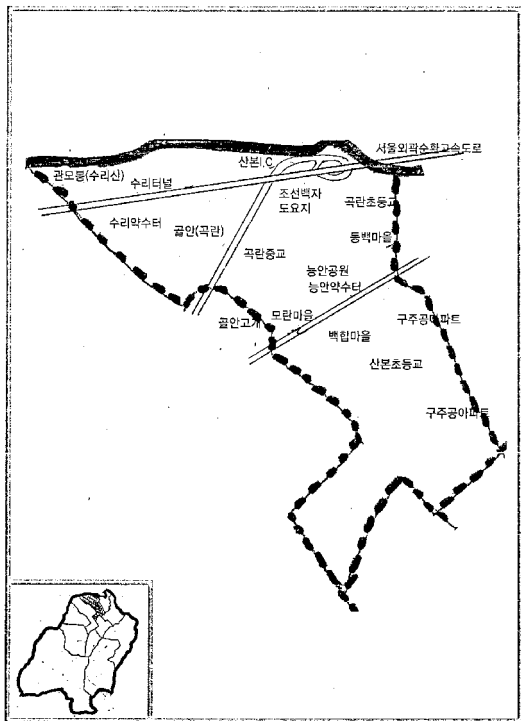 서울외곽순환고속도로
산본I.C
관모봉(수리산)
수리터널
조선백자
도요지
곡란초등교
수리약수터
골안(곡란)
동백마을
곡란중교
능안공원
능안약수터
골안고개
모란마을
구주공아파트
백합마을
산본초등교
구주공아파트